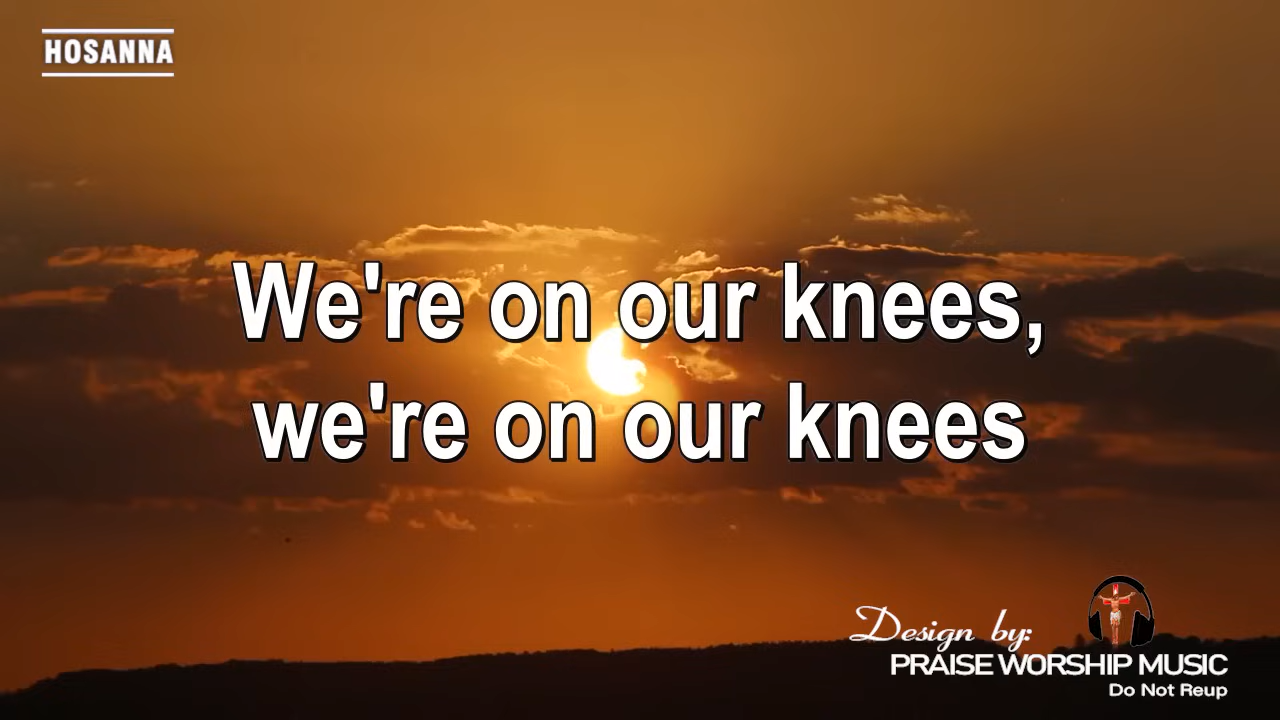 HOSANNA
We're on our knees,
we're on our knees
Design by:
PRAISE WORSHIP MUSIC
Do Not Reup